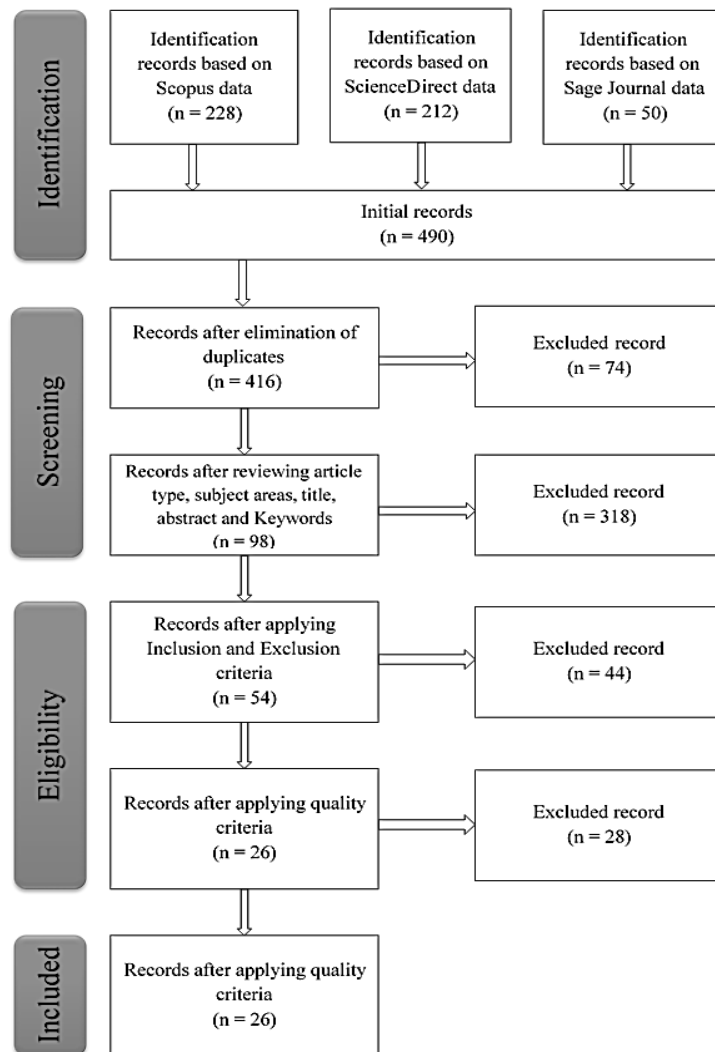 Identification
Identification
records based on
Scopus data
(n = 228)
Identification
records based on
ScienceDirect data
(n = 212)
Identification
records based on
Sage Journal data
(n = 50)
Initial records
(n = 490)
Screening
Records after elimination of
duplicates
(n = 416)
Excluded record
(n = 74)
Records after reviewing article
type, subject areas, title,
abstract and Keywords
(n = 98)
Excluded record
(n = 318)
Eligibility
Records after applying
Inclusion and Exclusion
criteria
(n = 54)
Excluded record
(n = 44)
Records after applying quality
criteria
(n = 26)
Excluded record
(n = 28)
Included
Records after applying quality
criteria
(n = 26)